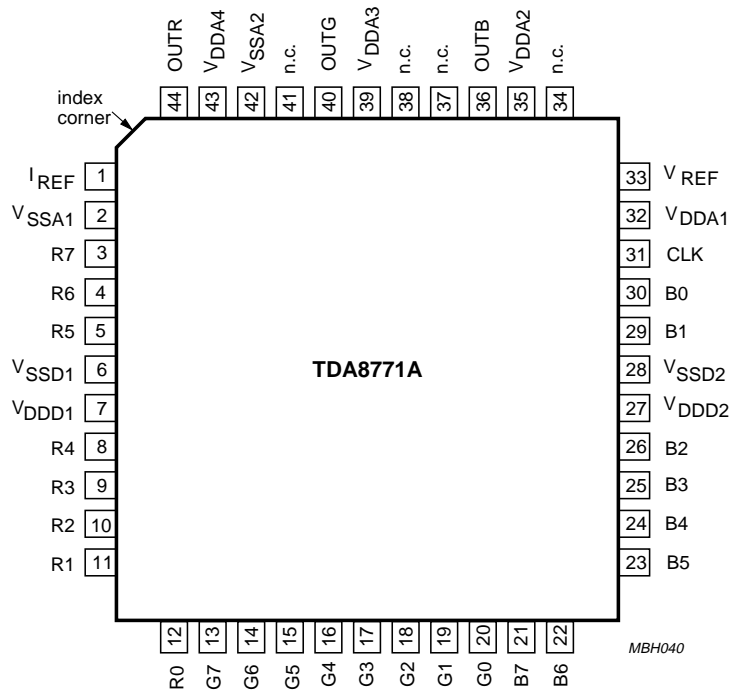 OUTR VDDA4 VSSA2 n.c. OUTG VDDA3 n.c. n.c. OUTB VDDA2 n.c.
44 43 42 41 40 39 38 37 36 35 34
index
corner
IREF 1 33 VREF
VSSA1 2 32 VDDA1
R7 3 31 CLK
R6 4 30 B0
R5 5 29 B1
VSSD1 6 TDA8771A 28 VSSD2
VDDD1 7 27 VDDD2
R4 8 26 B2
R3 9 25 B3
R2 10 24 B4
R1 11 23 B5
12 13 14 15 16 17 18 19 20 21 22
R0 G7 G6 G5 G4 G3 G2 G1 G0 B7 B6
MBH040